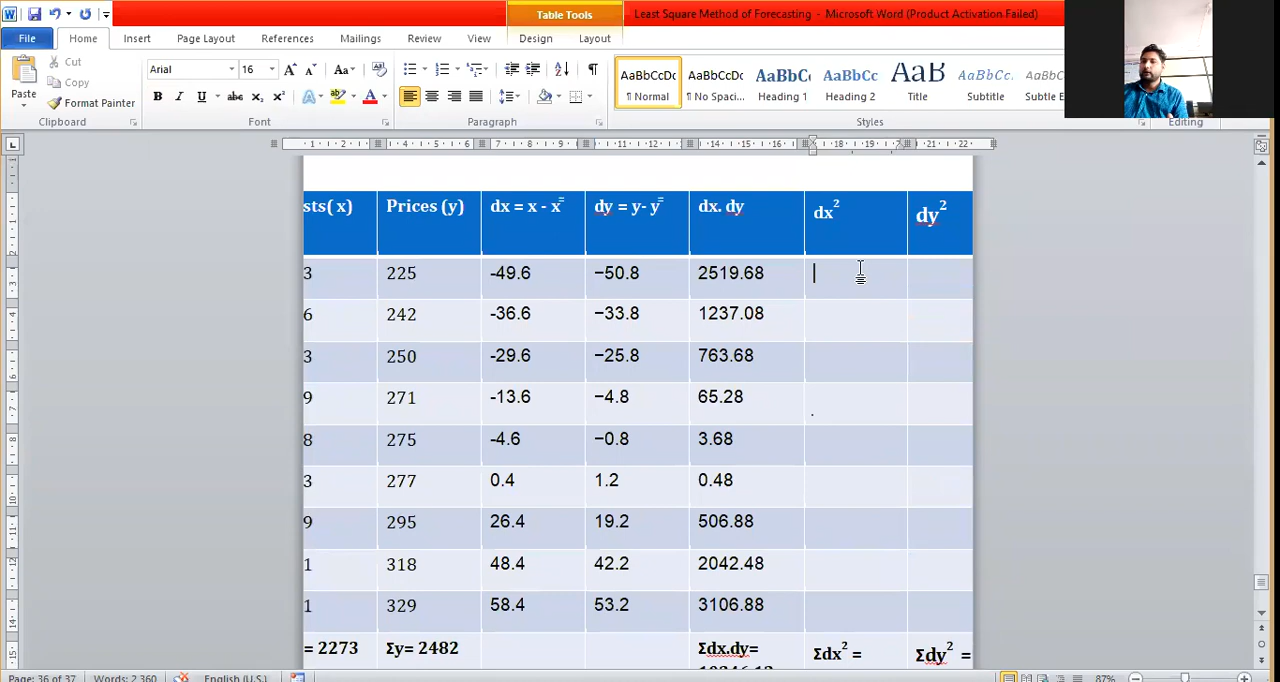 Table Tools
Least Square Method of Forecasting - Microsoft Word (Product Activation Failed)
File Home Insert Page Layout References Mailings Review View Design Layout
Cut
Copy
Format Painter
Paste
Clipboard
Arial 16
Font
Paragraph
AaBbCcDc AaBbCcDc AaBbC AaBbCc AaB AaBbCc. AaBbCcD
¶ Normal ¶ No Spaci... Heading 1 Heading 2 Title Subtitle Subtle E
Styles
Editing
sts( x) Prices (y) dx = x - x̄ dy = y- ȳ dx. dy dx² dy²
3 225 -49.6 −50.8 2519.68
6 242 -36.6 −33.8 1237.08
3 250 -29.6 −25.8 763.68
9 271 -13.6 −4.8 65.28
8 275 -4.6 −0.8 3.68
3 277 0.4 1.2 0.48
9 295 26.4 19.2 506.88
1 318 48.4 42.2 2042.48
1 329 58.4 53.2 3106.88
= 2273 Σy= 2482 Σdx.dy= Σdx² = Σdy² =
Page: 36 of 37 Words: 2,360 English (U.S.) 87%